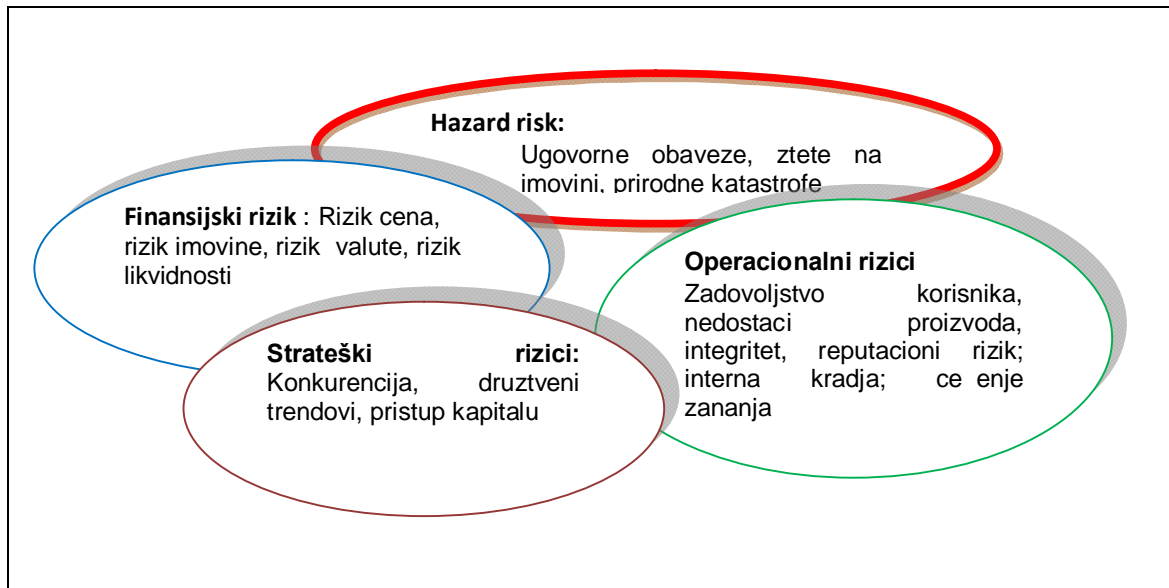 Hazard risk:
Ugovorne obaveze, ztete na
imovini, prirodne katastrofe
Finansijski rizik : Rizik cena,
rizik imovine, rizik valute, rizik
likvidnosti
Operacionalni rizici
Zadovoljstvo korisnika,
nedostaci proizvoda,
integritet, reputacioni rizik;
interna kradja; ce enje
zananja
Strateški rizici:
Konkurencija, druztveni
trendovi, pristup kapitalu